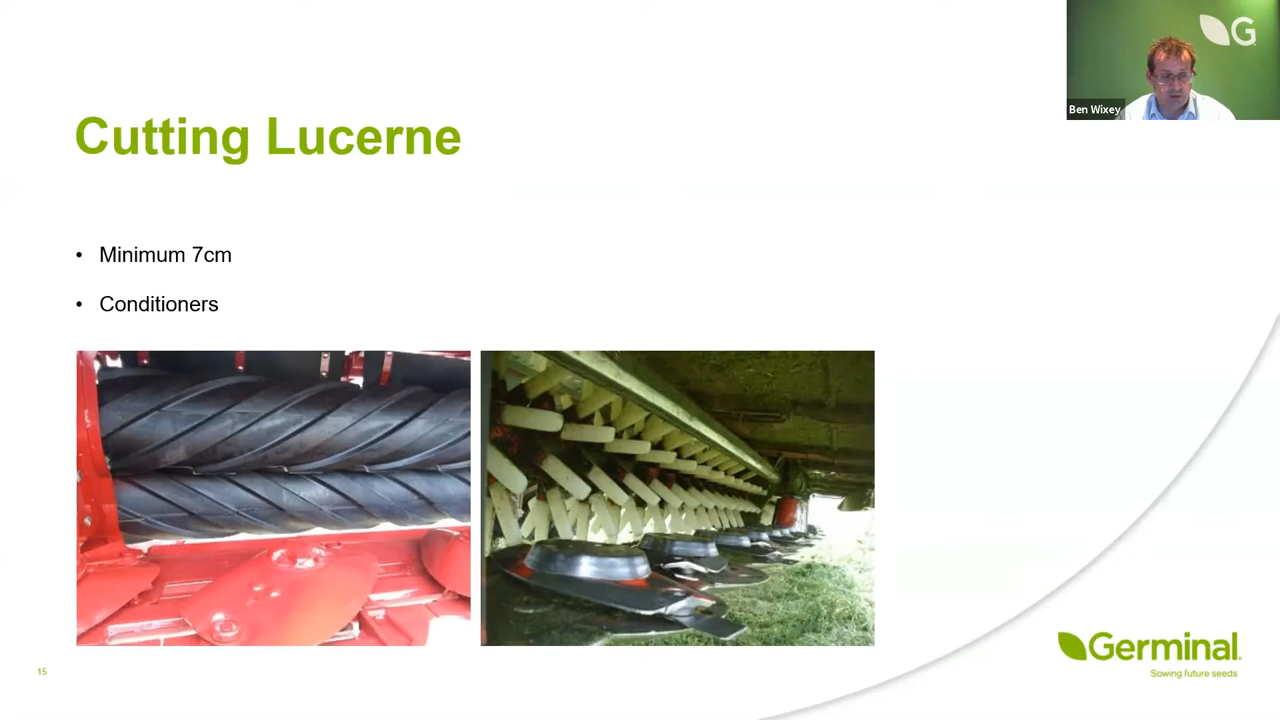 G
Ben Wixey
Cutting Lucerne
• Minimum 7cm
• Conditioners
15
Germinal
Sowing future seeds